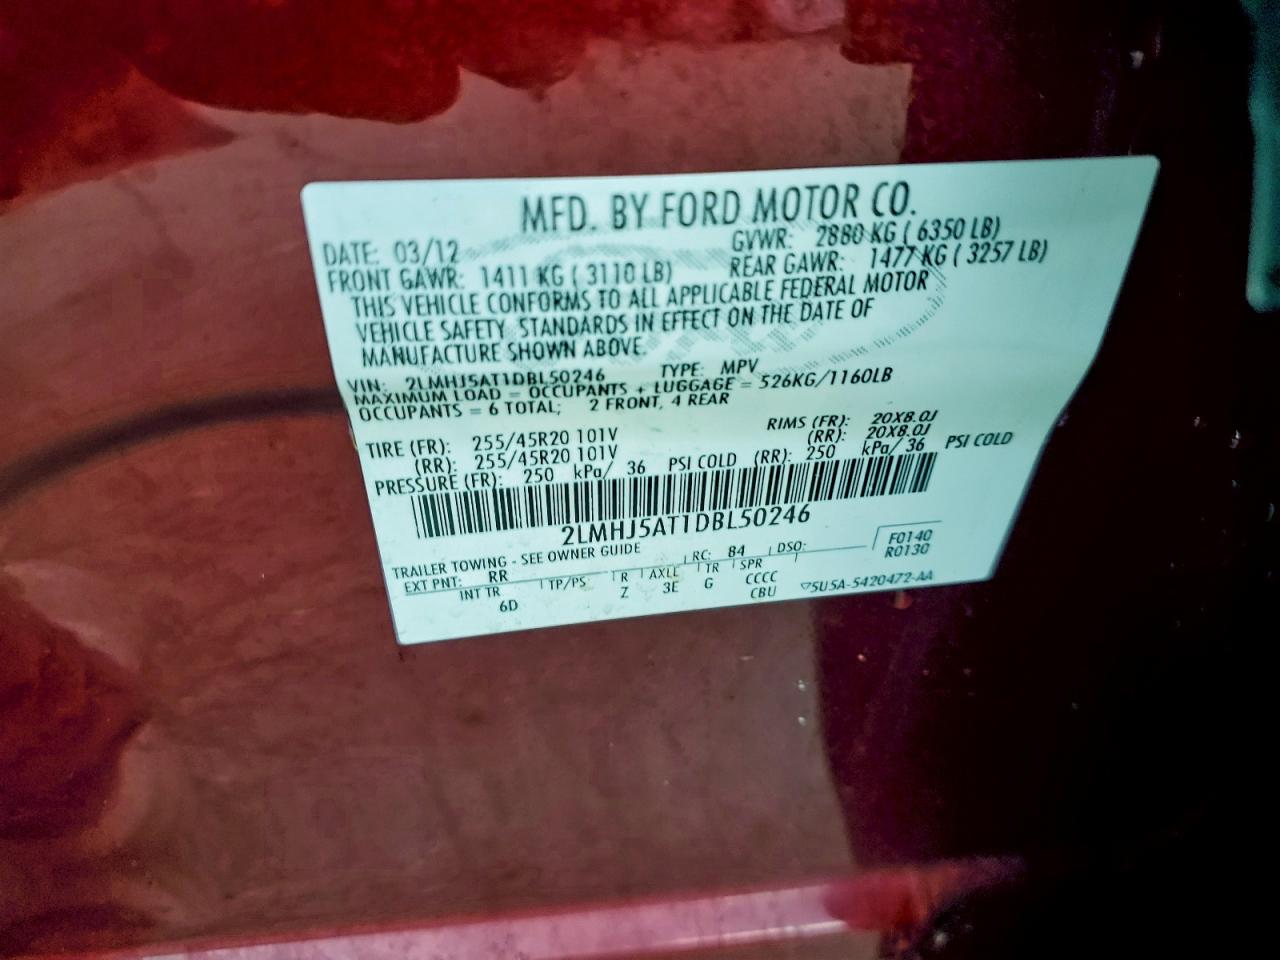 MFD. BY FORD MOTOR CO.
DATE: 03/12 GVWR: 2880 KG ( 6350 LB)
FRONT GAWR: 1411 KG ( 3110 LB) REAR GAWR: 1477 KG ( 3257 LB)
THIS VEHICLE CONFORMS TO ALL APPLICABLE FEDERAL MOTOR
VEHICLE SAFETY STANDARDS IN EFFECT ON THE DATE OF
MANUFACTURE SHOWN ABOVE.
VIN: 2LMHJ5AT1DBL50246 TYPE: MPV
MAXIMUM LOAD = OCCUPANTS + LUGGAGE = 526KG/1160LB
OCCUPANTS = 6 TOTAL; 2 FRONT, 4 REAR
TIRE (FR): 255/45R20 101V RIMS (FR): 20X8.0J
(RR): 255/45R20 101V (RR): 20X8.0J
PRESSURE (FR): 250 kPa/ 36 PSI COLD (RR): 250 kPa/ 36 PSI COLD
2LMHJ5AT1DBL50246
TRAILER TOWING - SEE OWNER GUIDE
F0140
R0130
EXT PNT: RR RC: 84 DSO:
INT TR TP/PS R AXLE TR SPR
6D Z 3E G CCCC
CBU
▽5U5A-5420472-AA